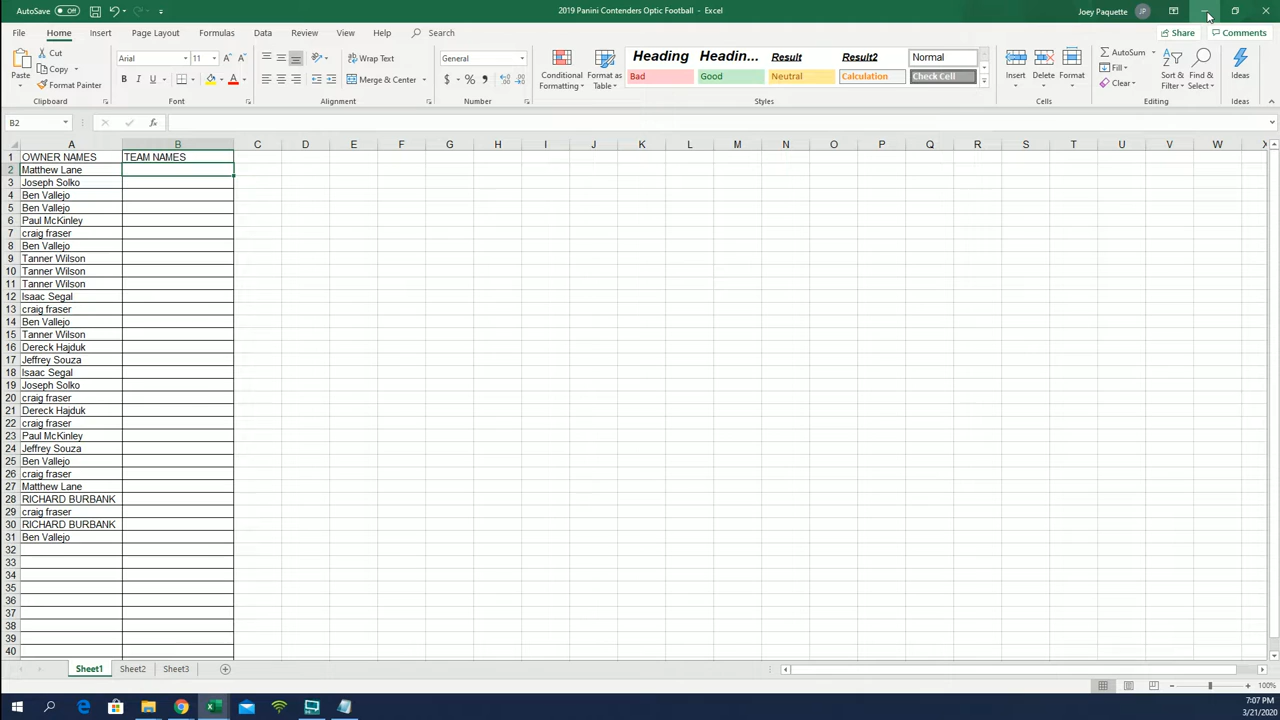 AutoSave Off
2019 Panini Contenders Optic Football - Excel
Joey Paquette JP
File Home Insert Page Layout Formulas Data Review View Help Search
Share Comments
Cut
Copy
Format Painter
Paste
Clipboard
Arial 11
B I U
Font
Wrap Text
Merge & Center
Alignment
General
$ % ,
Number
Conditional Formatting
Format as Table
Heading Headin... Result Result2 Normal
Bad Good Neutral Calculation Check Cell
Styles
Insert Delete Format
Cells
AutoSum
Fill
Clear
Sort & Filter
Find & Select
Editing
Ideas
Ideas
B2
fx
A B C D E F G H I J K L M N O P Q R S T U V W
1 OWNER NAMES TEAM NAMES
2 Matthew Lane
3 Joseph Solko
4 Ben Vallejo
5 Ben Vallejo
6 Paul McKinley
7 craig fraser
8 Ben Vallejo
9 Tanner Wilson
10 Tanner Wilson
11 Tanner Wilson
12 Isaac Segal
13 craig fraser
14 Ben Vallejo
15 Tanner Wilson
16 Dereck Hajduk
17 Jeffrey Souza
18 Isaac Segal
19 Joseph Solko
20 craig fraser
21 Dereck Hajduk
22 craig fraser
23 Paul McKinley
24 Jeffrey Souza
25 Ben Vallejo
26 craig fraser
27 Matthew Lane
28 RICHARD BURBANK
29 craig fraser
30 RICHARD BURBANK
31 Ben Vallejo
32
33
34
35
36
37
38
39
40
Sheet1 Sheet2 Sheet3
100%
7:07 PM
3/21/2020